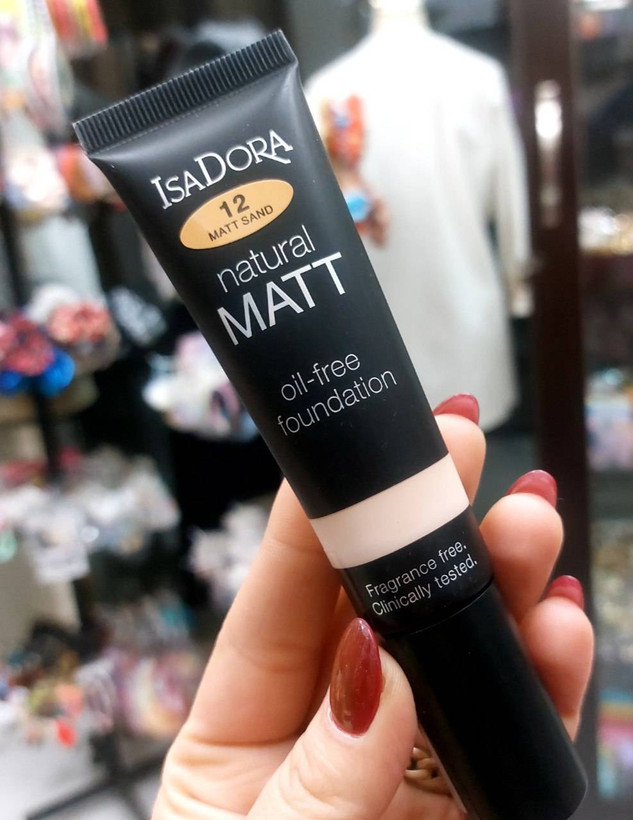 IsaDora
12
MATT SAND
natural
MATT
oil-free
foundation
Fragrance free.
Clinically tested.